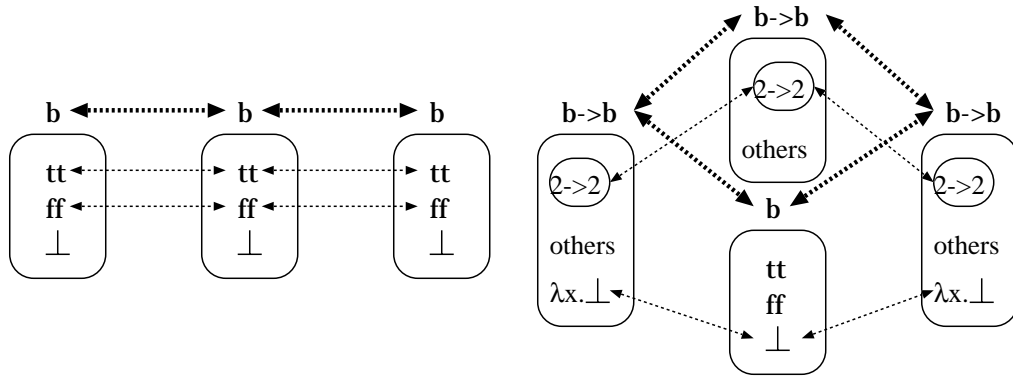 b b b
tt tt tt
ff ff ff
⊥ ⊥ ⊥
b->b
2->2
others
b->b
2->2
others
λx.⊥
b
tt
ff
⊥
b->b
2->2
others
λx.⊥